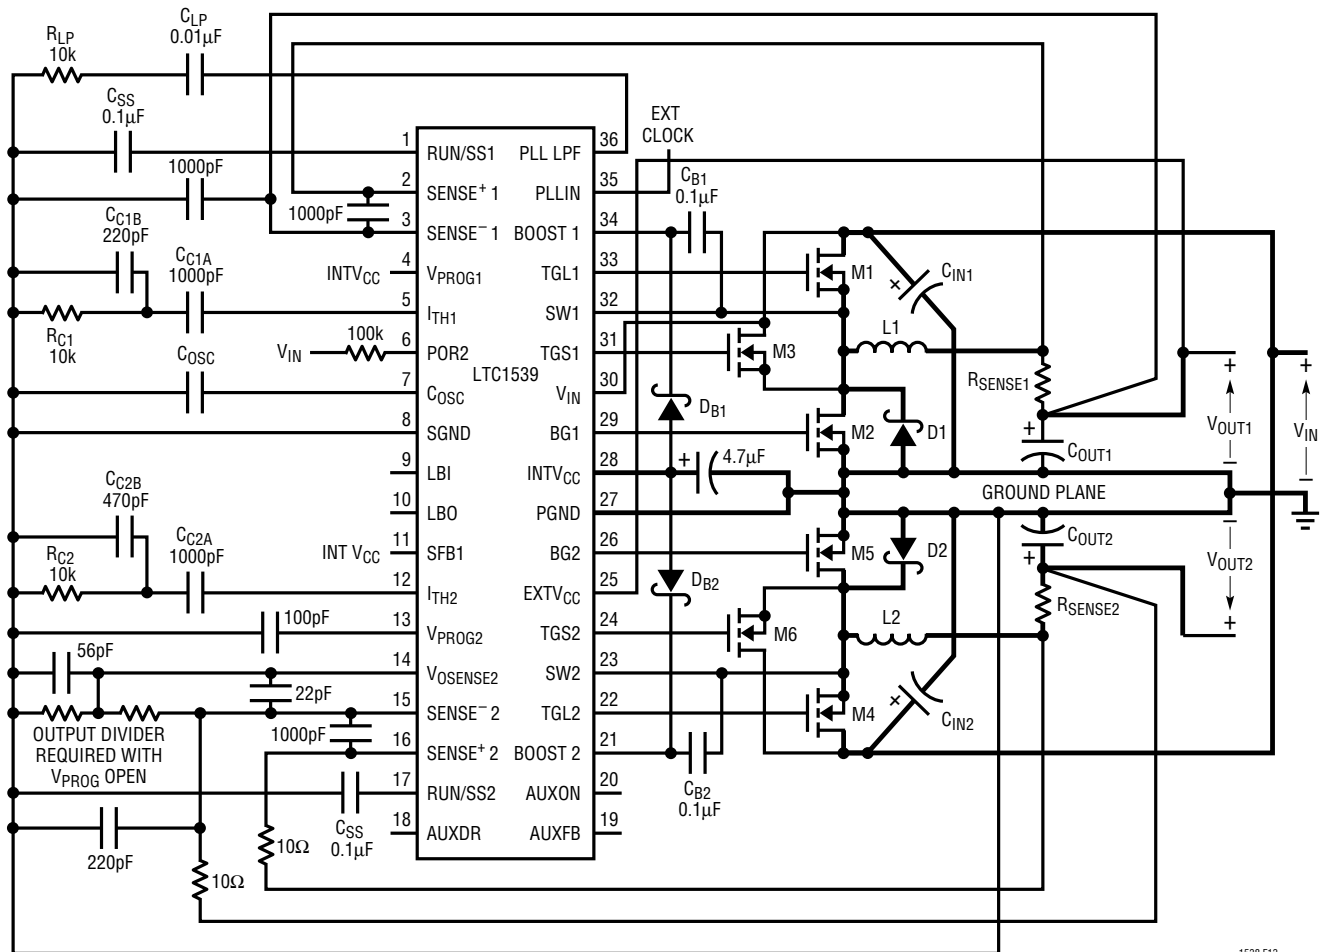 CLP
0.01µF
RLP
10k
CSS
0.1µF
1000pF
CC1B
220pF
CC1A
1000pF
RC1
10k
INTVCC
1000pF
VIN
100k
COSC
CC2B
470pF
CC2A
1000pF
RC2
10k
INT VCC
100pF
56pF
22pF
OUTPUT DIVIDER
REQUIRED WITH
VPROG OPEN
1000pF
CSS
0.1µF
220pF
10Ω
10Ω
LTC1539
1 RUN/SS1
2 SENSE+ 1
3 SENSE– 1
4 VPROG1
5 ITH1
6 POR2
7 COSC
8 SGND
9 LBI
10 LBO
11 SFB1
12 ITH2
13 VPROG2
14 VOSENSE2
15 SENSE– 2
16 SENSE+ 2
17 RUN/SS2
18 AUXDR
PLL LPF 36
PLLIN 35
BOOST 1 34
TGL1 33
SW1 32
TGS1 31
VIN 30
BG1 29
INTVCC 28
PGND 27
BG2 26
EXTVCC 25
TGS2 24
SW2 23
TGL2 22
BOOST 2 21
AUXON 20
AUXFB 19
EXT
CLOCK
CB1
0.1µF
M1
CIN1
+
M3
L1
RSENSE1
DB1
M2
D1
+
COUT1
+
VOUT1
–
+
VIN
–
+
4.7µF
GROUND PLANE
M5
D2
COUT2
+
–
VOUT2
+
DB2
M6
L2
RSENSE2
M4
CIN2
+
CB2
0.1µF
1538 F13